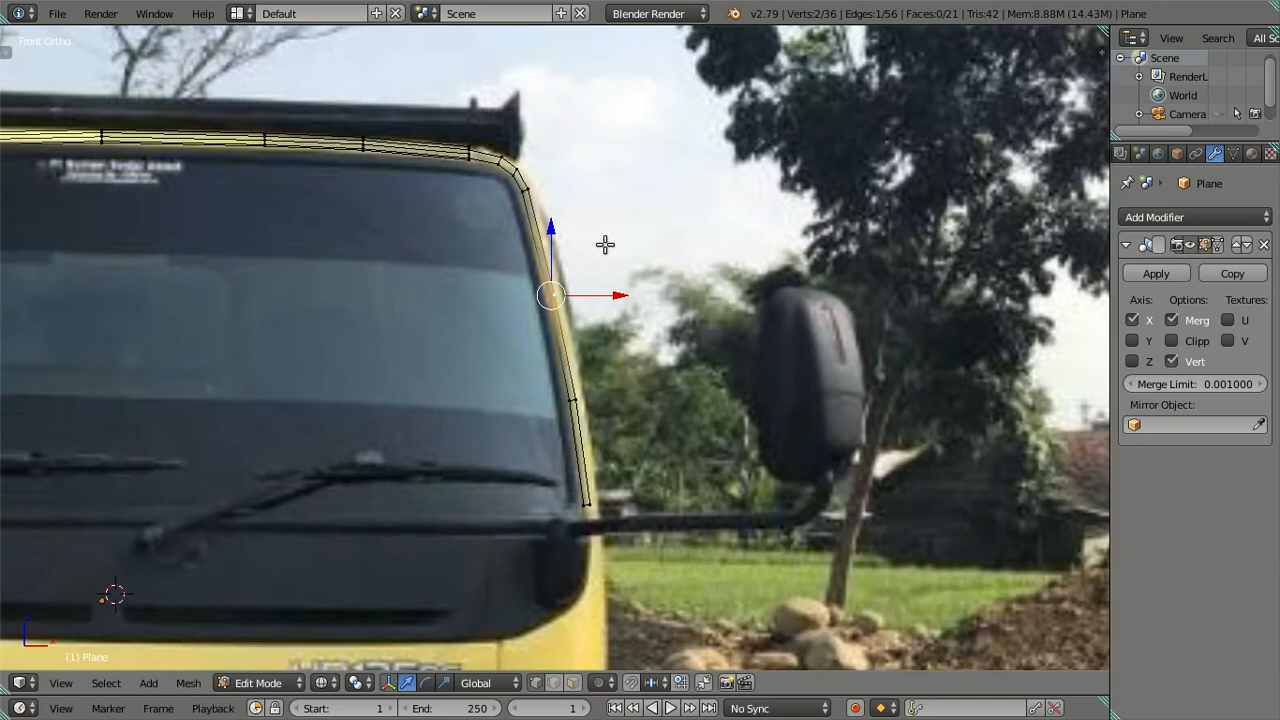 File Render Window Help Default Scene Blender Render v2.79 | Verts:2/36 | Edges:1/56 | Faces:0/21 | Tris:42 | Mem:8.88M (14.43M) | Plane
Front Ortho
View Search All Sc
Scene
RenderL
World
Camera
Plane
Add Modifier
Apply Copy
Axis: Options: Textures:
X Merg U
Y Clipp V
Z Vert
Merge Limit: 0.001000
Mirror Object:
(1) Plane
View Select Add Mesh Edit Mode Global
View Marker Frame Playback Start: 1 End: 250 1 No Sync